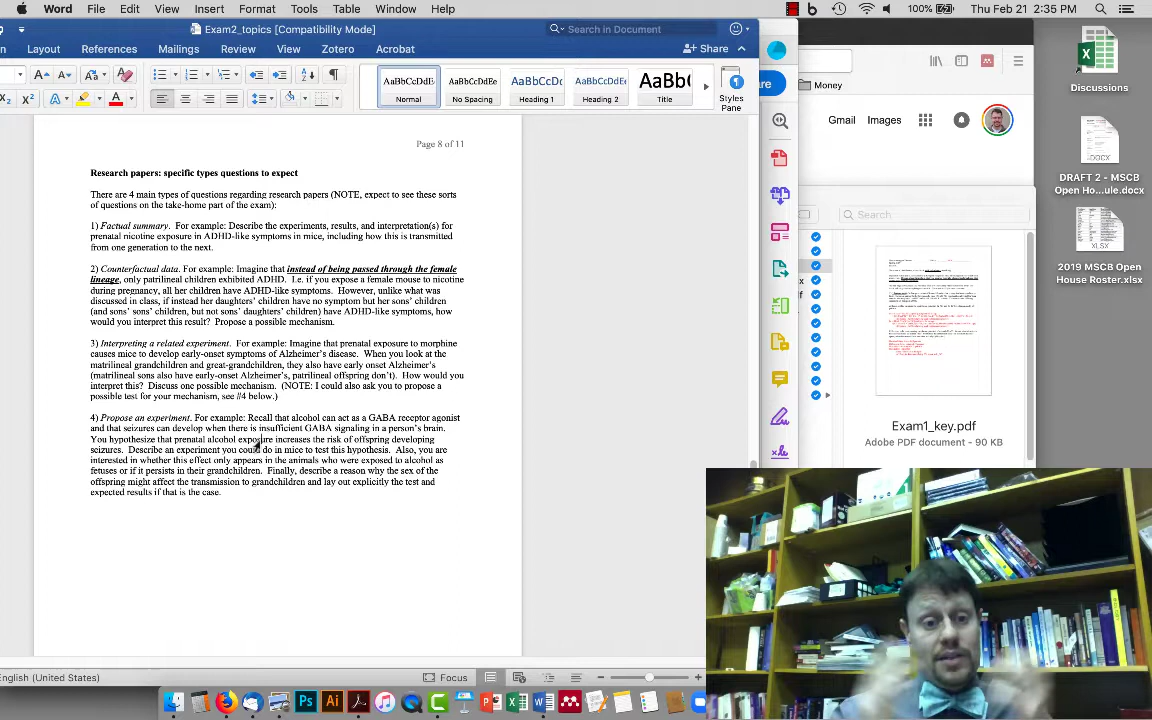 Word File Edit View Insert Format Tools Table Window Help
100% Thu Feb 21 2:35 PM
Exam2_topics [Compatibility Mode]
Search in Document
Layout References Mailings Review View Zotero Acrobat
Share
AaBbCcDdE AaBbCcDdEe AaBbCcDc AaBbCcDdEe AaBb(
Normal No Spacing Heading 1 Heading 2 Title
Styles
Pane
Money
Gmail Images
Search
Discussions
DRAFT 2 - MSCB
Open Ho...ule.docx
2019 MSCB Open
House Roster.xlsx
Page 8 of 11
Research papers: specific types questions to expect
There are 4 main types of questions regarding research papers (NOTE, expect to see these sorts
of questions on the take-home part of the exam):
1) Factual summary. For example: Describe the experiments, results, and interpretation(s) for
prenatal nicotine exposure in ADHD-like symptoms in mice, including how this is transmitted
from one generation to the next.
2) Counterfactual data. For example: Imagine that instead of being passed through the female
lineage, only patrilineal children exhibited ADHD. I.e. if you expose a female mouse to nicotine
during pregnancy, all her children have ADHD-like symptoms. However, unlike what was
discussed in class, if instead her daughters' children have no symptom but her sons' children
(and sons' sons' children, but not sons' daughters' children) have ADHD-like symptoms, how
would you interpret this result? Propose a possible mechanism.
3) Interpreting a related experiment. For example: Imagine that prenatal exposure to morphine
causes mice to develop early-onset symptoms of Alzheimer's disease. When you look at the
matrilineal grandchildren and great-grandchildren, they also have early onset Alzheimer's
(matrilineal sons also have early-onset Alzheimer's, patrilineal offspring don't). How would you
interpret this? Discuss one possible mechanism. (NOTE: I could also ask you to propose a
possible test for your mechanism, see #4 below.)
4) Propose an experiment. For example: Recall that alcohol can act as a GABA receptor agonist
and that seizures can develop when there is insufficient GABA signaling in a person's brain.
You hypothesize that prenatal alcohol exposure increases the risk of offspring developing
seizures. Describe an experiment you could do in mice to test this hypothesis. Also, you are
interested in whether this effect only appears in the animals who were exposed to alcohol as
fetuses or if it persists in their grandchildren. Finally, describe a reason why the sex of the
offspring might affect the transmission to grandchildren and lay out explicitly the test and
expected results if that is the case.
Exam1_key.pdf
Adobe PDF document - 90 KB
English (United States)
Focus